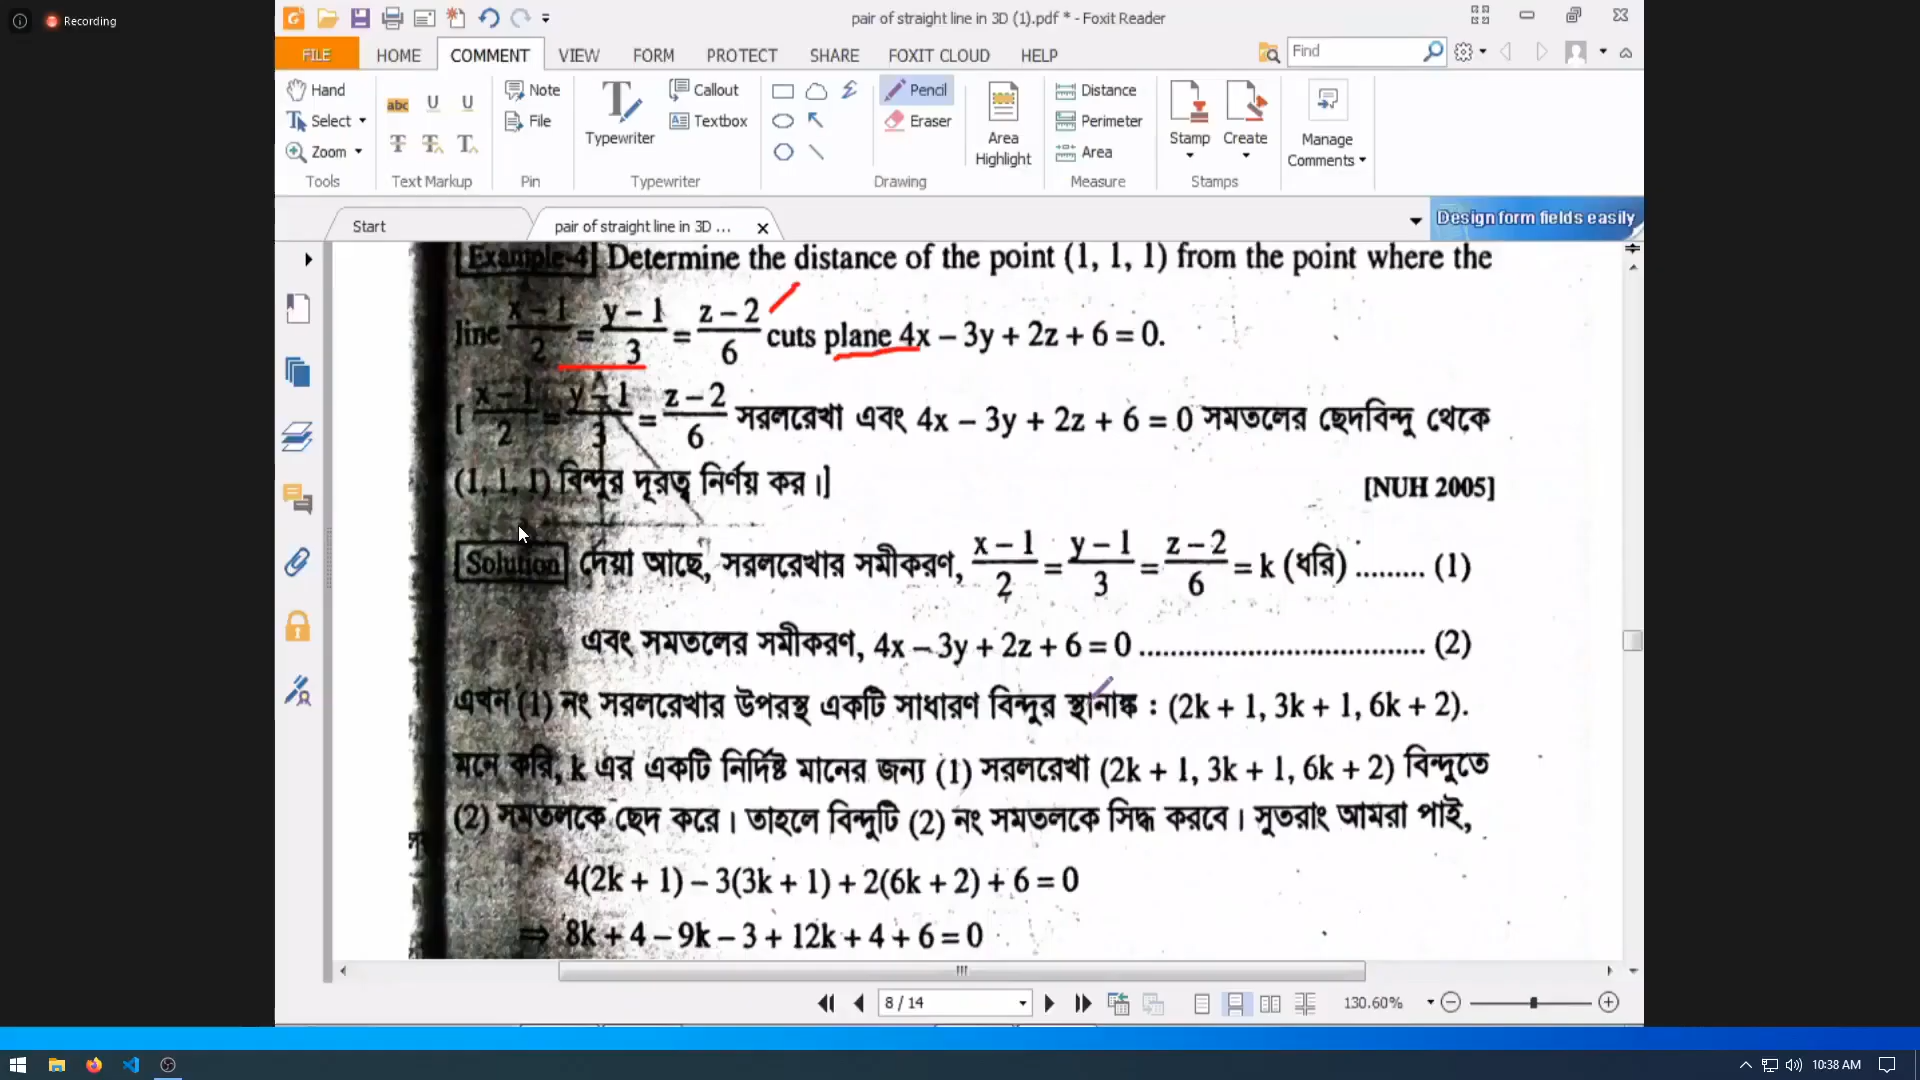 Recording
pair of straight line in 3D (1).pdf * - Foxit Reader
FILE HOME COMMENT VIEW FORM PROTECT SHARE FOXIT CLOUD HELP
Find
Hand
Select
Zoom
Tools
Text Markup
Note
File
Pin
Typewriter
Callout
Textbox
Typewriter
Pencil
Eraser
Area Highlight
Drawing
Distance
Perimeter
Area
Measure
Stamp
Create
Stamps
Manage Comments
Start
pair of straight line in 3D ...
Design form fields easily
Example-4 Determine the distance of the point (1, 1, 1) from the point where the
line (x – 1)/2 = (y – 1)/3 = (z – 2)/6 cuts plane 4x – 3y + 2z + 6 = 0.
[ (x – 1)/2 = (y – 1)/3 = (z – 2)/6 সরলরেখা এবং 4x – 3y + 2z + 6 = 0 সমতলের ছেদবিন্দু থেকে
(1, 1, 1) বিন্দুর দূরত্ব নির্ণয় কর।]
[NUH 2005]
Solution দেয়া আছে, সরলরেখার সমীকরণ, (x – 1)/2 = (y – 1)/3 = (z – 2)/6 = k (ধরি) ......... (1)
এবং সমতলের সমীকরণ, 4x – 3y + 2z + 6 = 0 ..................................... (2)
এখন (1) নং সরলরেখার উপরস্থ একটি সাধারণ বিন্দুর স্থানাঙ্ক : (2k + 1, 3k + 1, 6k + 2).
মনে করি, k এর একটি নির্দিষ্ট মানের জন্য (1) সরলরেখা (2k + 1, 3k + 1, 6k + 2) বিন্দুতে
(2) সমতলকে ছেদ করে। তাহলে বিন্দুটি (2) নং সমতলকে সিদ্ধ করবে। সুতরাং আমরা পাই,
4(2k + 1) – 3(3k + 1) + 2(6k + 2) + 6 = 0
⇒ 8k + 4 – 9k – 3 + 12k + 4 + 6 = 0
8 / 14
130.60%
10:38 AM